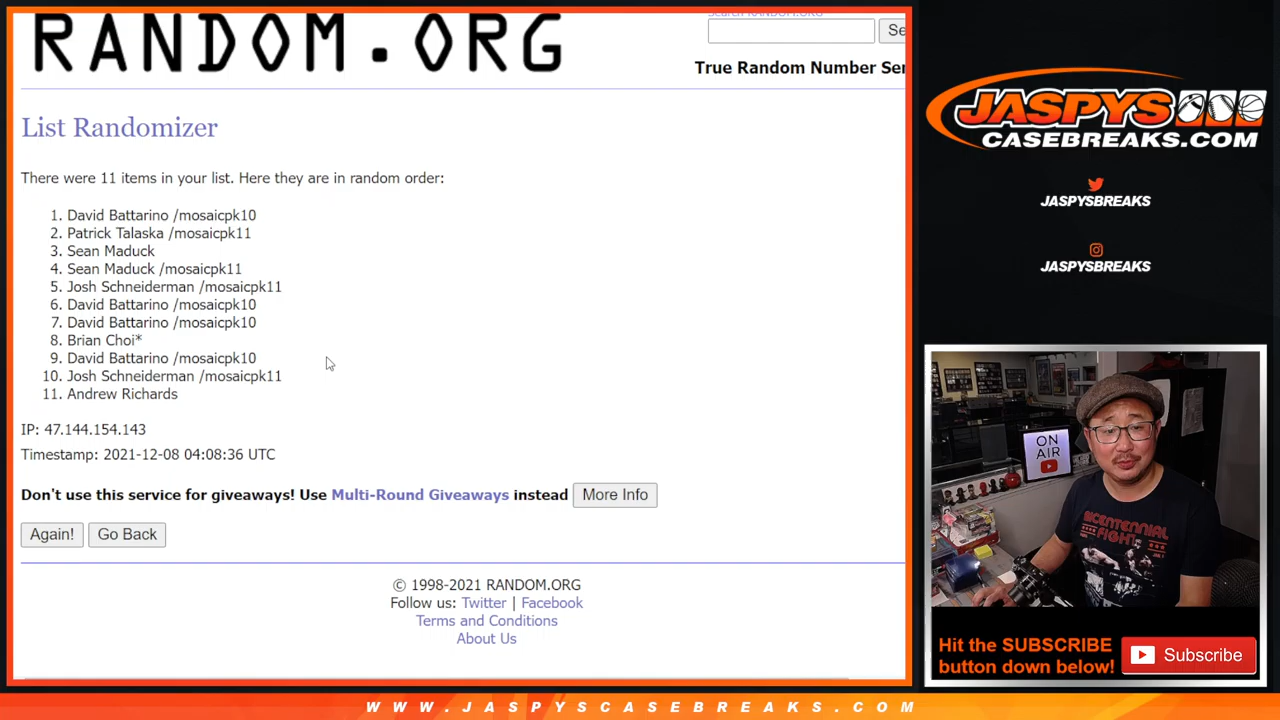 RANDOM.ORG
Search RANDOM.ORG
Se
True Random Number Ser
List Randomizer
There were 11 items in your list. Here they are in random order:
1. David Battarino /mosaicpk10
2. Patrick Talaska /mosaicpk11
3. Sean Maduck
4. Sean Maduck /mosaicpk11
5. Josh Schneiderman /mosaicpk11
6. David Battarino /mosaicpk10
7. David Battarino /mosaicpk10
8. Brian Choi*
9. David Battarino /mosaicpk10
10. Josh Schneiderman /mosaicpk11
11. Andrew Richards
IP: 47.144.154.143
Timestamp: 2021-12-08 04:08:36 UTC
Don't use this service for giveaways! Use Multi-Round Giveaways instead More Info
Again! Go Back
© 1998-2021 RANDOM.ORG
Follow us: Twitter | Facebook
Terms and Conditions
About Us
JASPYS
CASEBREAKS.COM
JASPYSBREAKS
JASPYSBREAKS
ON
AIR
BICENTENNIAL
FIGHT
Hit the SUBSCRIBE
button down below!
Subscribe
WWW.JASPYSCASEBREAKS.COM